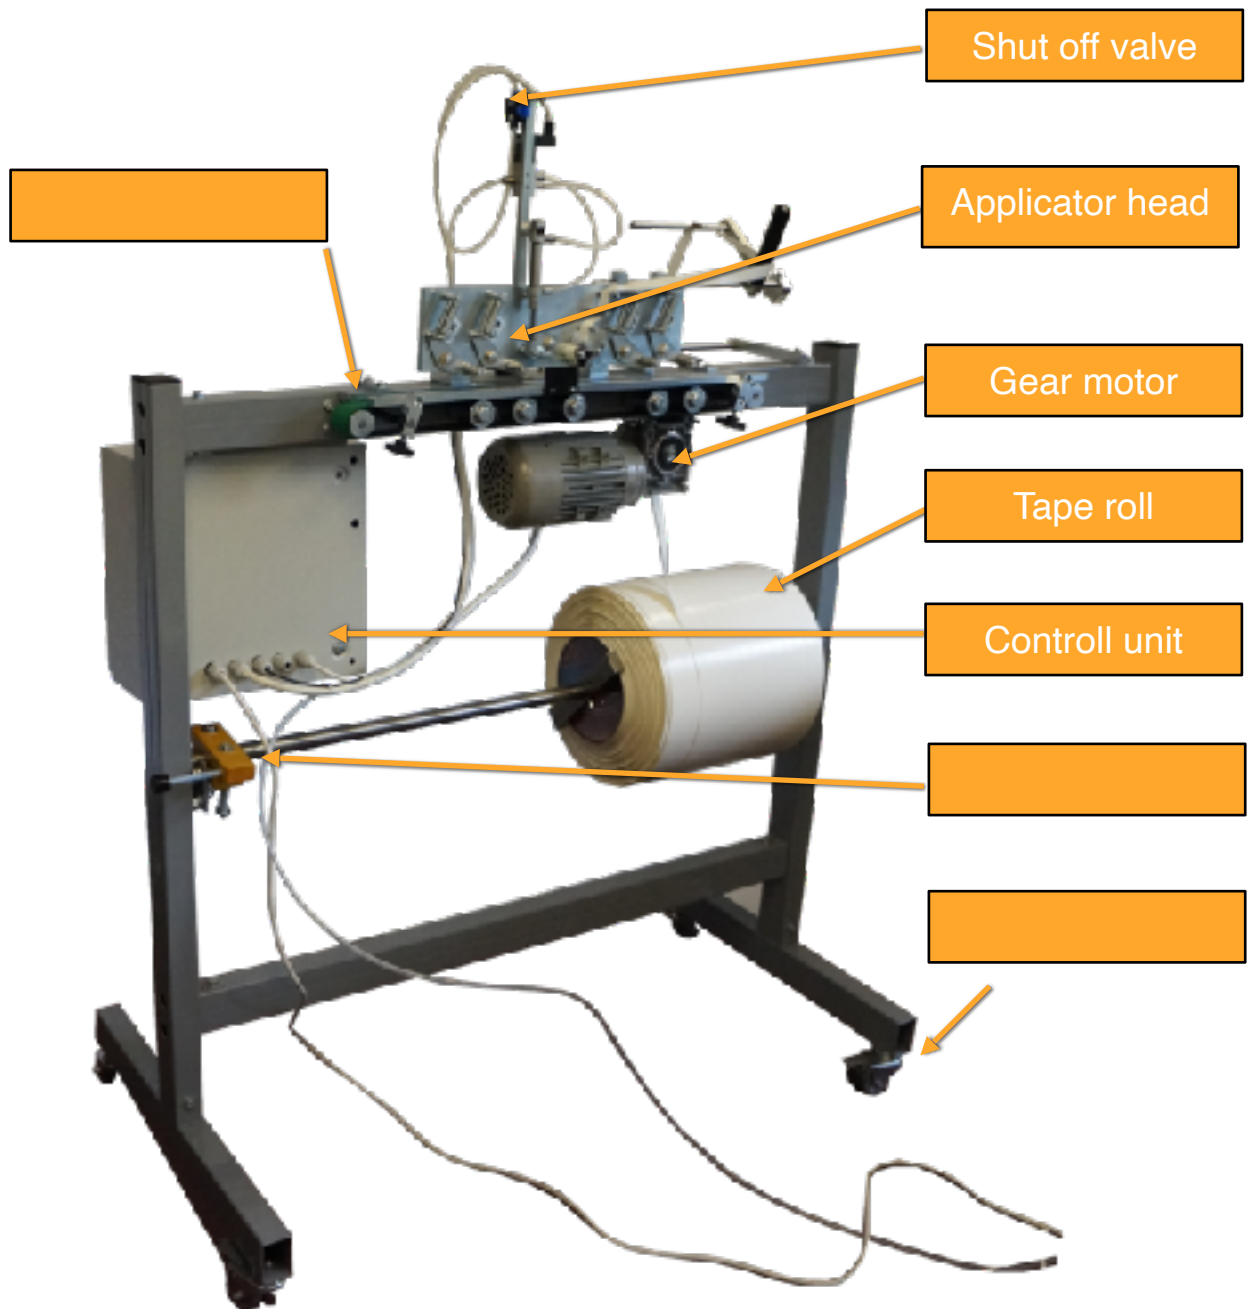 Shut off valve
Applicator head
Gear motor
Tape roll
Controll unit